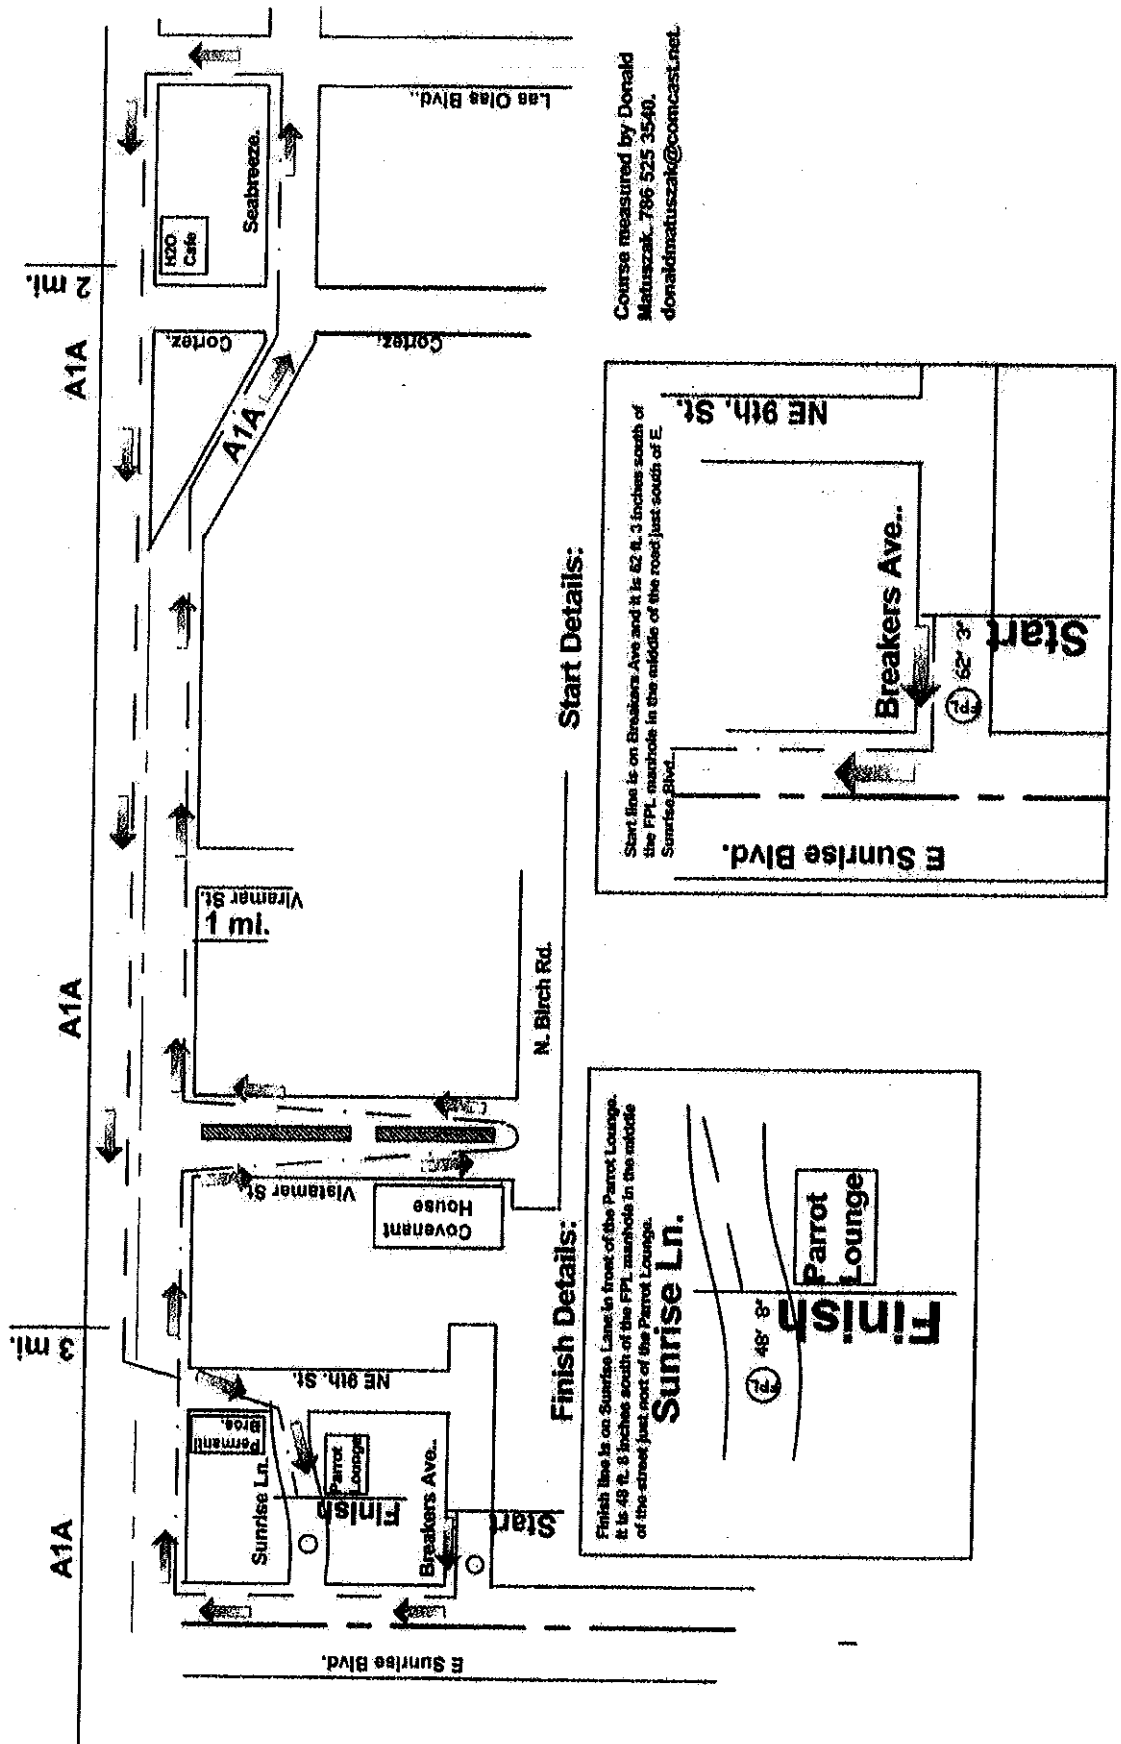 A1A
A1A
A1A
3 mi.
2 mi.
Permanti
Bros.
Sunrise Ln.
Parrot
Lounge
Finish
Breakers Ave..
Start
E Sunrise Blvd.
NE 9th. St.
Vistamar St.
Covenant
House
N. Birch Rd.
1 mi.
Viramar St.
A1A
Cortez.
Cortez.
H2O
Cafe
Seabreeze.
Las Olas Blvd..
Finish Details:
Finish line is on Sunrise Lane in front of the Parrot Lounge.
It is 48 ft. 8 inches south of the FPL manhole in the middle
of the street just nort of the Parrot Lounge.
Sunrise Ln.
48' 8"
Finish
Parrot
Lounge
Start Details:
Start line is on Breakers Ave and it is 62 ft. 3 inches south of
the FPL manhole in the middle of the road just south of E.
Sunrise Blvd..
E Sunrise Blvd.
Breakers Ave..
62' 3"
Start
NE 9th. St.
Course measured by Donald
Matuszak. 786 525 3540.
donaldmatuszak@comcast.net.